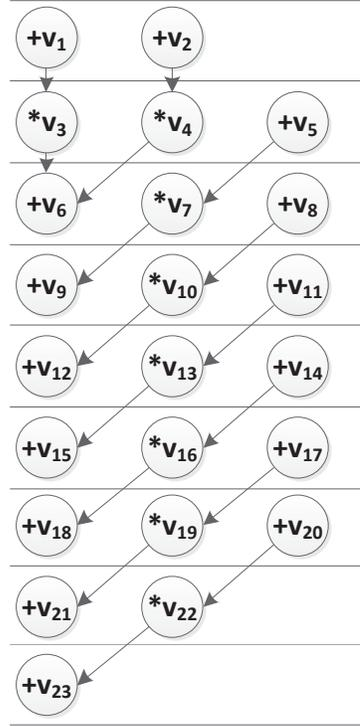 +v₁ +v₂
*v₃ *v₄ +v₅
+v₆ *v₇ +v₈
+v₉ *v₁₀ +v₁₁
+v₁₂ *v₁₃ +v₁₄
+v₁₅ *v₁₆ +v₁₇
+v₁₈ *v₁₉ +v₂₀
+v₂₁ *v₂₂
+v₂₃